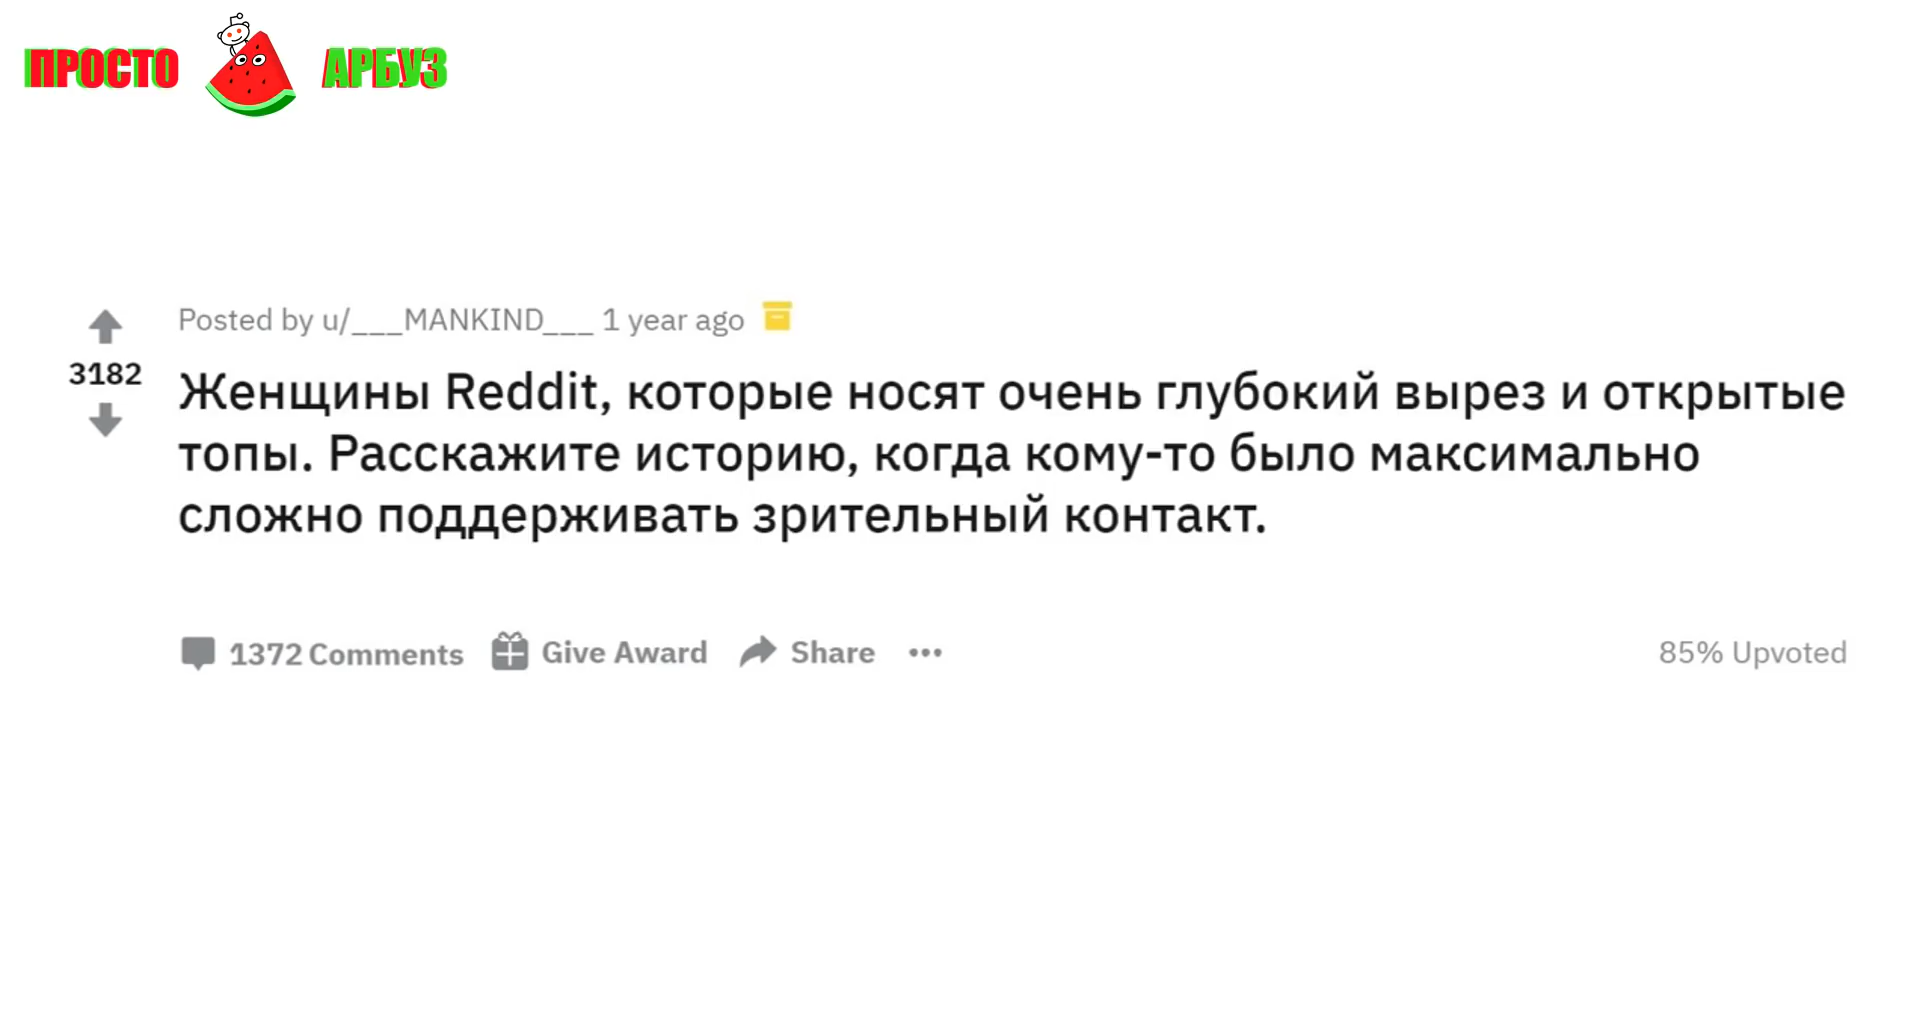 ПРОСТО АРБУЗ
Posted by u/___MANKIND___ 1 year ago
3182
Женщины Reddit, которые носят очень глубокий вырез и открытые
топы. Расскажите историю, когда кому-то было максимально
сложно поддерживать зрительный контакт.
1372 Comments Give Award Share ••• 85% Upvoted